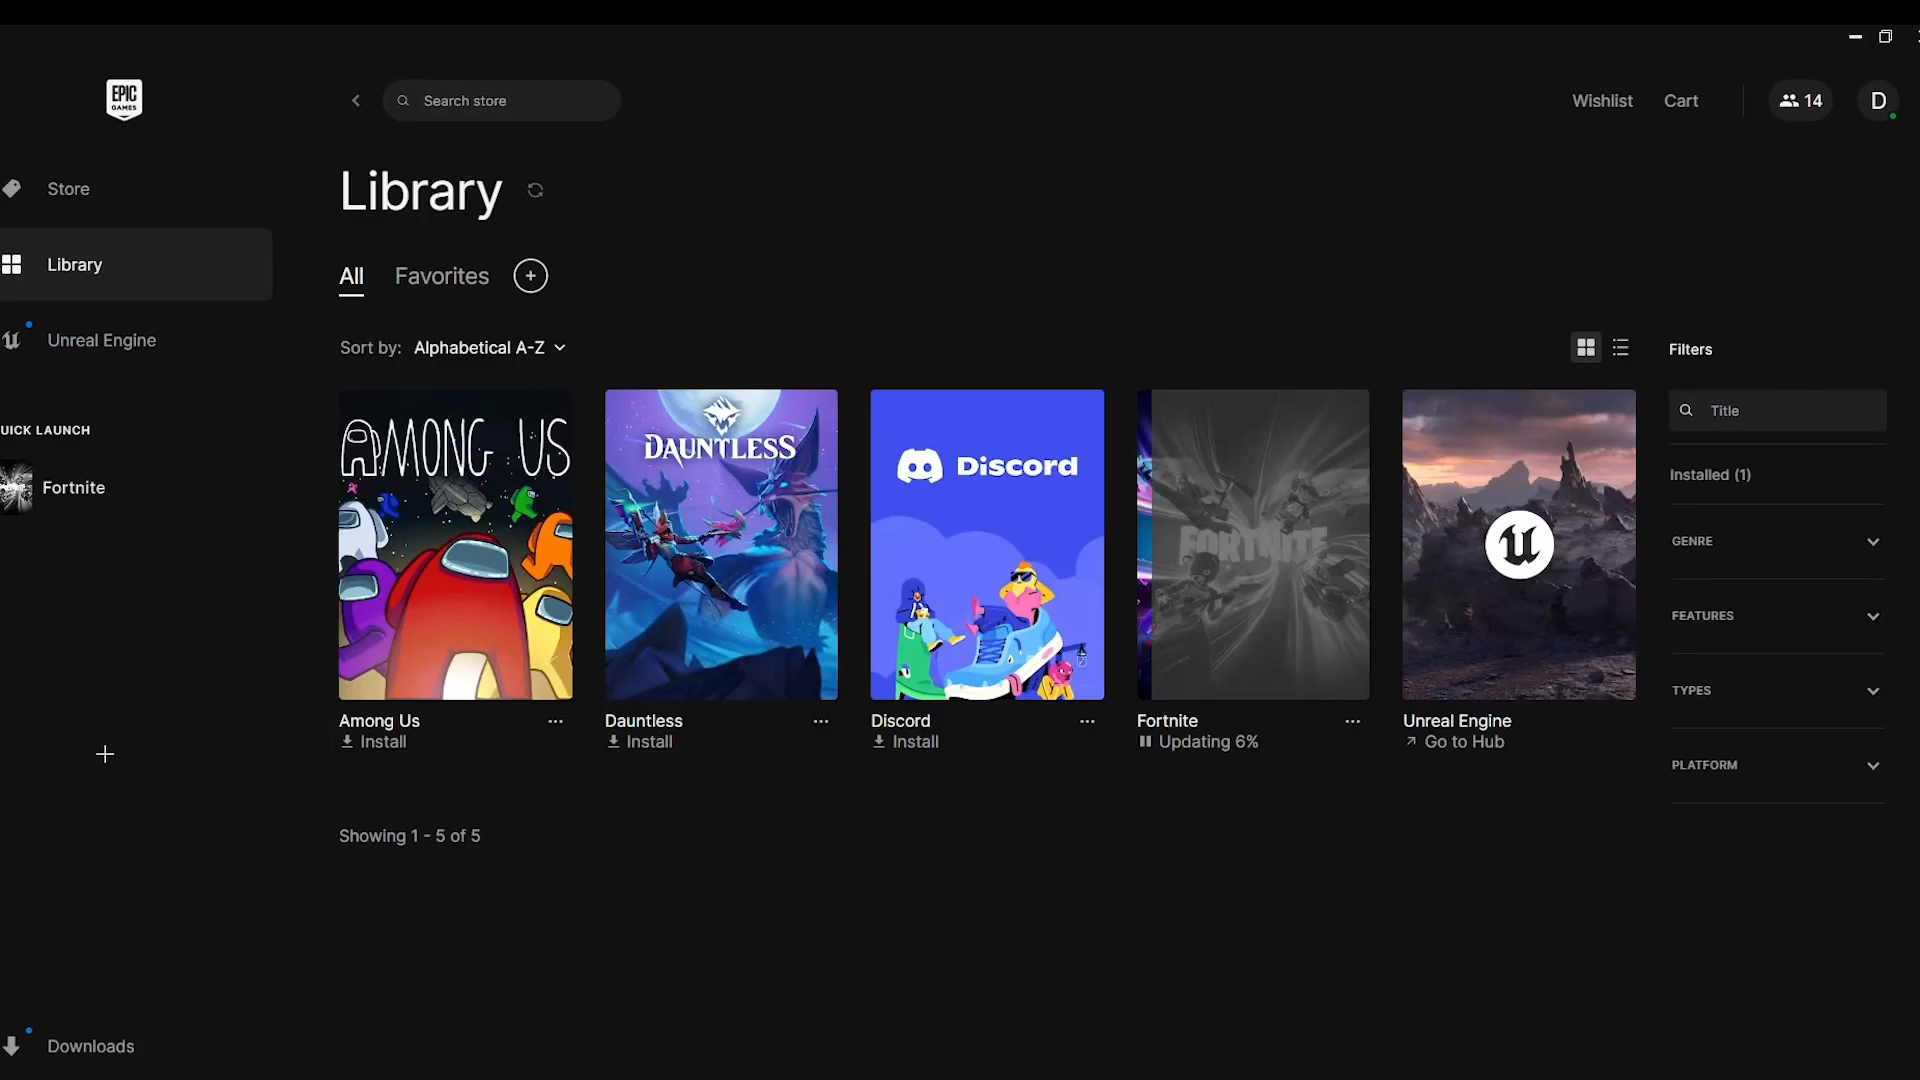 EPIC
GAMES
Search store
Wishlist
Cart
14
D
Store
Library
Unreal Engine
UICK LAUNCH
Fortnite
Downloads
Library
All
Favorites
Sort by: Alphabetical A-Z
AMONG US
DAUNTLESS
Discord
FORTNITE
Among Us
Install
Dauntless
Install
Discord
Install
Fortnite
Updating 6%
Unreal Engine
Go to Hub
Showing 1 - 5 of 5
Filters
Title
Installed (1)
GENRE
FEATURES
TYPES
PLATFORM